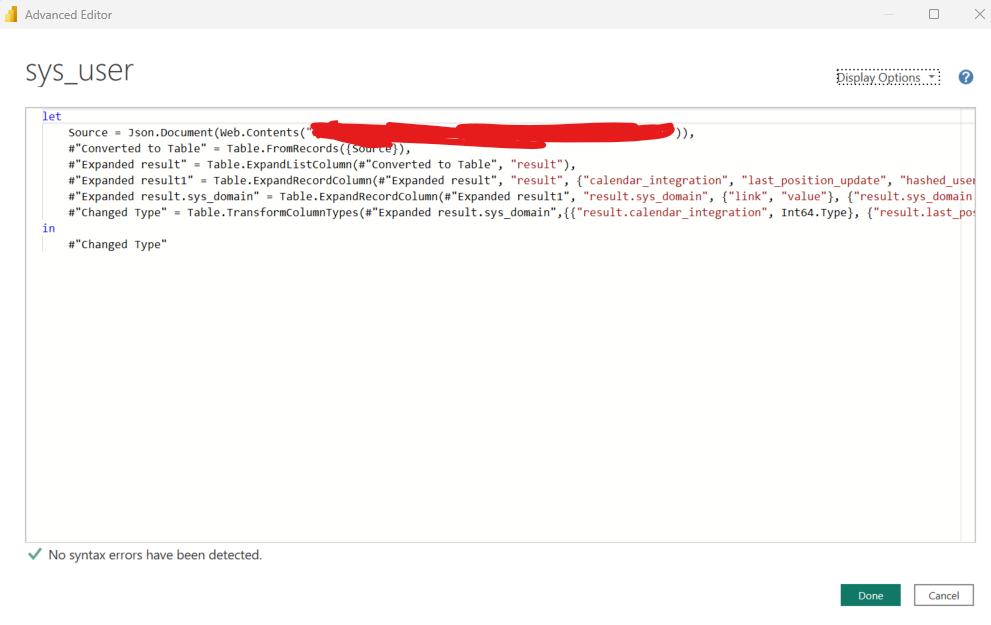 Advanced Editor
sys_user
Display Options
?
let
Source = Json.Document(Web.Contents(" )),
#"Converted to Table" = Table.FromRecords({Source}),
#"Expanded result" = Table.ExpandListColumn(#"Converted to Table", "result"),
#"Expanded result1" = Table.ExpandRecordColumn(#"Expanded result", "result", {"calendar_integration", "last_position_update", "hashed_user
#"Expanded result.sys_domain" = Table.ExpandRecordColumn(#"Expanded result1", "result.sys_domain", {"link", "value"}, {"result.sys_domain
#"Changed Type" = Table.TransformColumnTypes(#"Expanded result.sys_domain",{{"result.calendar_integration", Int64.Type}, {"result.last_pos
in
#"Changed Type"
No syntax errors have been detected.
Done
Cancel